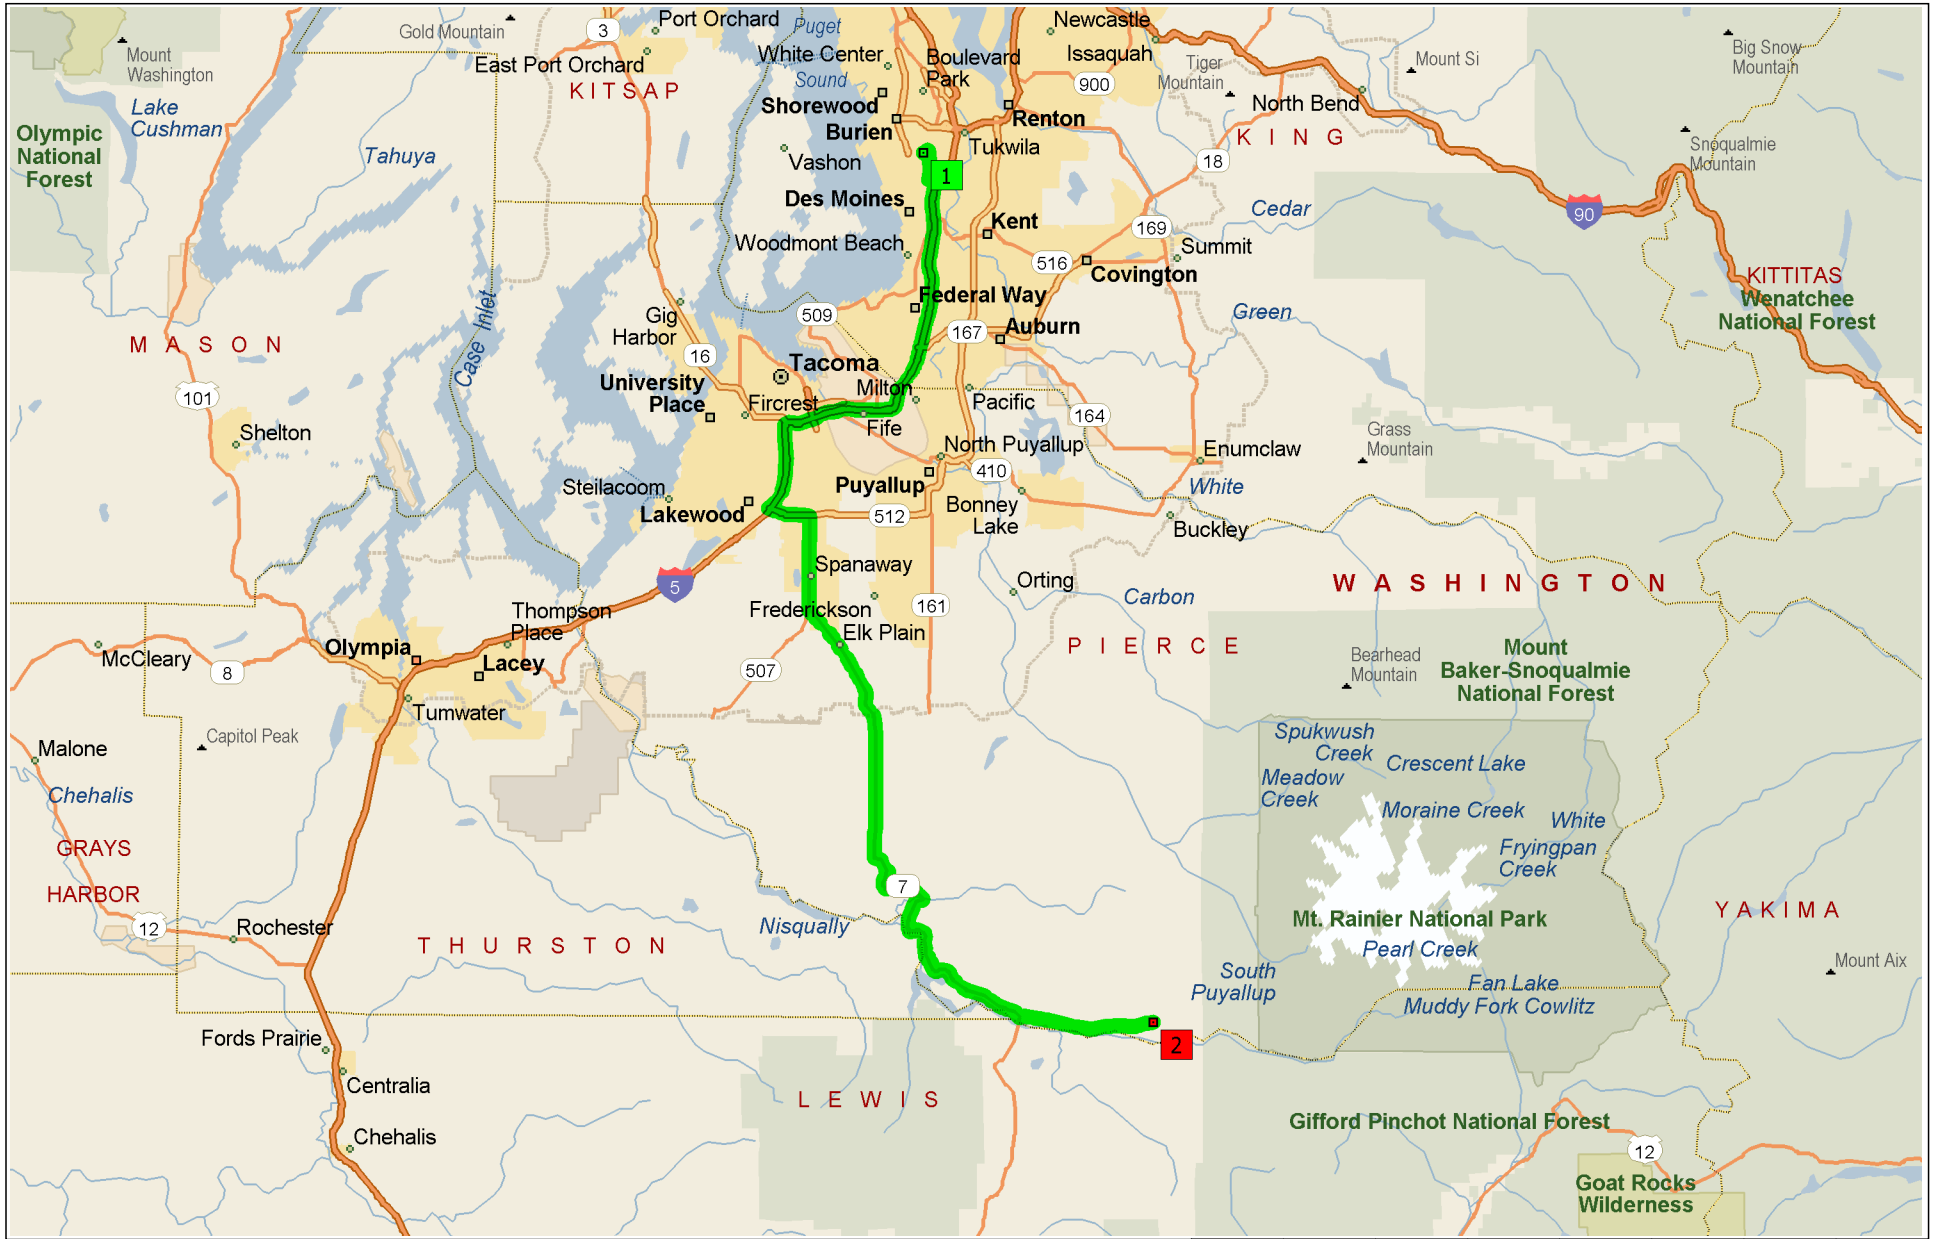 Port Orchard
Gold Mountain
3
Puget
Sound
Newcastle
Mount
Washington
White Center
Boulevard
Park
Issaquah
Tiger
Mountain
Mount Si
Big Snow
Mountain
East Port Orchard
KITSAP
900
North Bend
Lake
Cushman
Shorewood
Burien
Renton
KING
Olympic
National
Forest
Tahuya
Vashon
Tukwila
18
Snoqualmie
Mountain
1
Des Moines
Cedar
90
Kent
169
Woodmont Beach
Summit
516
Covington
KITTITAS
Wenatchee
National Forest
Case Inlet
Federal Way
Green
Gig
Harbor
509
167
Auburn
MASON
16
Tacoma
101
University
Place
Milton
Fircrest
Pacific
164
Fife
Shelton
North Puyallup
Enumclaw
Grass
Mountain
410
Steilacoom
Puyallup
White
Lakewood
512
Bonney
Lake
Buckley
Spanaway
5
Orting
WASHINGTON
Carbon
Thompson
Place
Frederickson
161
Elk Plain
PIERCE
Olympia
McCleary
8
Lacey
507
Bearhead
Mountain
Mount
Baker-Snoqualmie
National Forest
Tumwater
Capitol Peak
Malone
Spukwush
Creek
Crescent Lake
Meadow
Creek
Chehalis
Moraine Creek
White
GRAYS
HARBOR
Fryingpan
Creek
7
12
Rochester
Nisqually
Mt. Rainier National Park
YAKIMA
THURSTON
Pearl Creek
Mount Aix
South
Puyallup
Fan Lake
Muddy Fork Cowlitz
Fords Prairie
2
Centralia
LEWIS
Gifford Pinchot National Forest
Chehalis
12
Goat Rocks
Wilderness